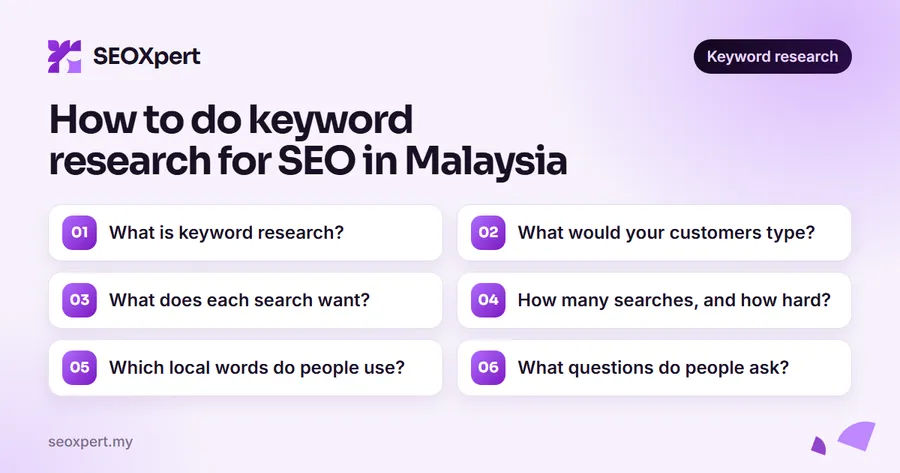 SEOXpert
Keyword research
How to do keyword
research for SEO in Malaysia
01 What is keyword research?
02 What would your customers type?
03 What does each search want?
04 How many searches, and how hard?
05 Which local words do people use?
06 What questions do people ask?
seoxpert.my